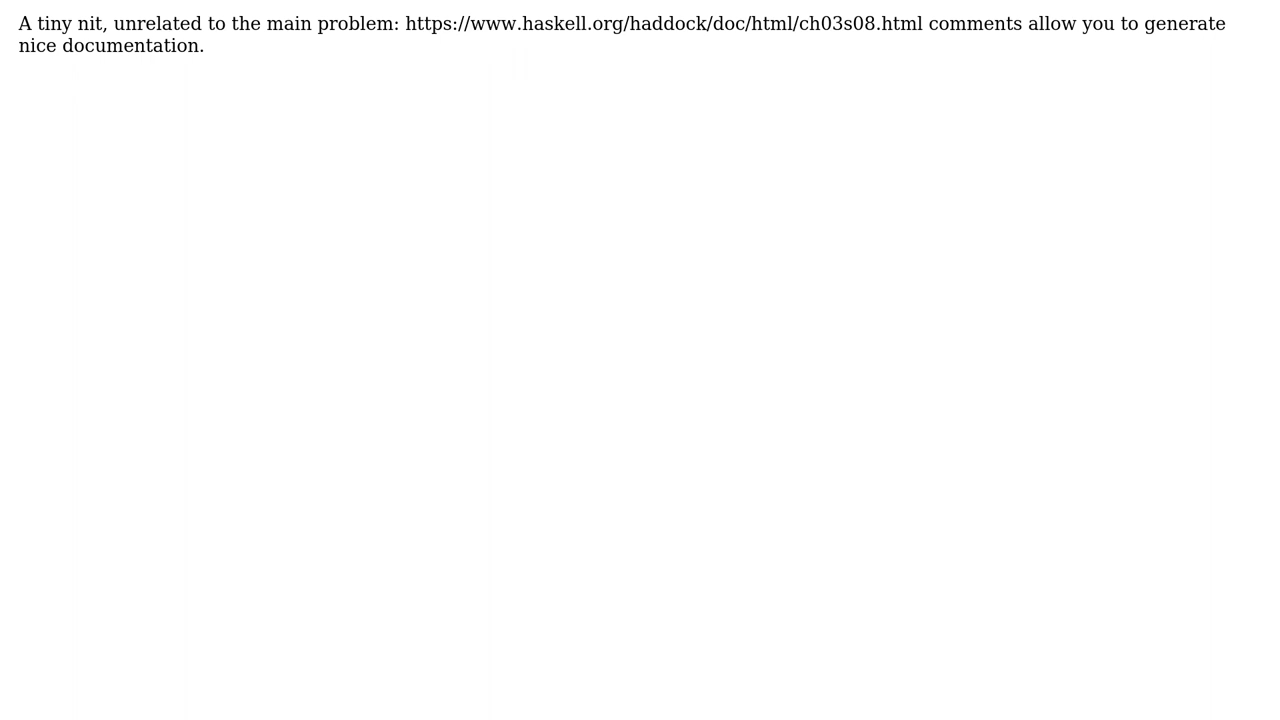 A tiny nit, unrelated to the main problem: https://www.haskell.org/haddock/doc/html/ch03s08.html comments allow you to generate
nice documentation.